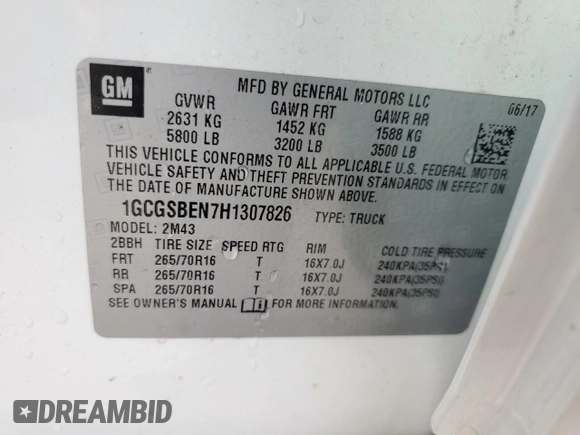 GM
MFD BY GENERAL MOTORS LLC
06/17
GVWR GAWR FRT GAWR RR
2631 KG 1452 KG 1588 KG
5800 LB 3200 LB 3500 LB
THIS VEHICLE CONFORMS TO ALL APPLICABLE U.S. FEDERAL MOTOR
VEHICLE SAFETY AND THEFT PREVENTION STANDARDS IN EFFECT ON
THE DATE OF MANUFACTURE SHOWN ABOVE.
1GCGSBEN7H1307826 TYPE: TRUCK
MODEL: 2M43
2BBH TIRE SIZE SPEED RTG RIM COLD TIRE PRESSURE
FRT 265/70R16 T 16X7.0J 240KPA(35PSI)
RR 265/70R16 T 16X7.0J 240KPA(35PSI)
SPA 265/70R16 T 16X7.0J 240KPA(35PSI)
SEE OWNER'S MANUAL FOR MORE INFORMATION.
DREAMBID